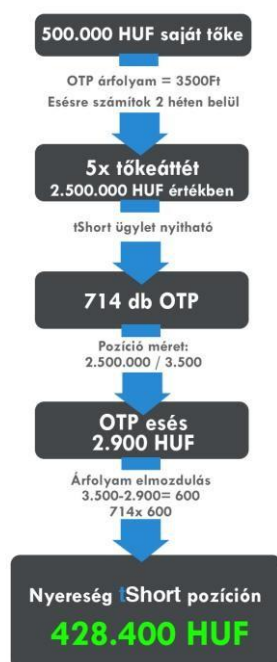 500.000 HUF saját tőke
OTP árfolyam = 3500Ft
Esésre számítok 2 héten belül
5x tőkeáttét
2.500.000 HUF értékben
tShort ügylet nyitható
714 db OTP
Pozíció méret:
2.500.000 / 3.500
OTP esés
2.900 HUF
Árfolyam elmozdulás
3.500-2.900= 600
714x 600
Nyereség tShort pozíción
428.400 HUF